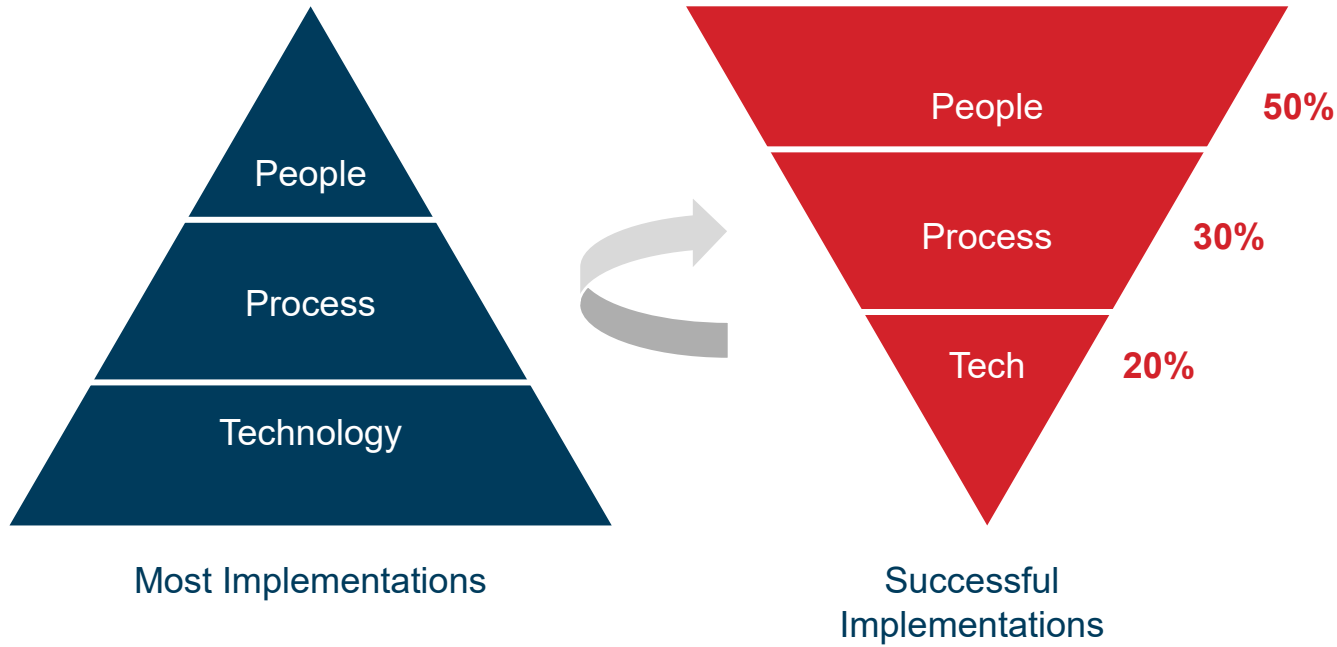 People
Process
Technology
Most Implementations
People
50%
Process
30%
Tech
20%
Successful
Implementations